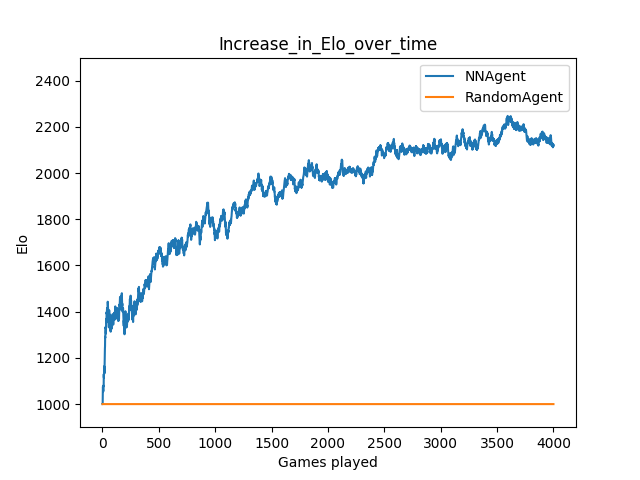 Increase_in_Elo_over_time
NNAgent
RandomAgent
2400
2200
2000
1800
1600
1400
1200
1000
Elo
0 500 1000 1500 2000 2500 3000 3500 4000
Games played